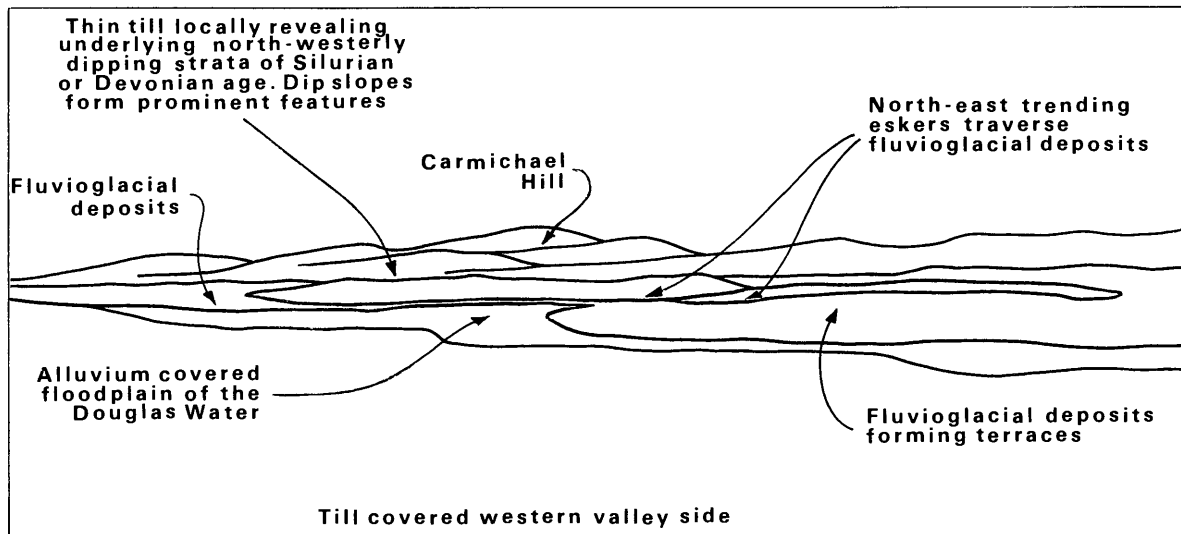 Thin till locally revealing
underlying north-westerly
dipping strata of Silurian
or Devonian age. Dip slopes
form prominent features
North-east trending
eskers traverse
fluvioglacial deposits
Carmichael
Hill
Fluvioglacial
deposits
Alluvium covered
floodplain of the
Douglas Water
Fluvioglacial deposits
forming terraces
Till covered western valley side